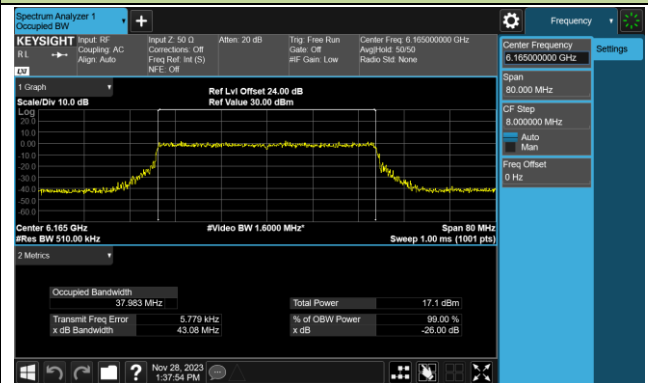 Spectrum Analyzer 1
Occupied BW
Frequency
KEYSIGHT
RL
Input: RF
Coupling: AC
Align: Auto
Input Z: 50 Ω
Corrections: Off
Freq Ref: Int (S)
NFE: Off
Atten: 20 dB
Trig: Free Run
Gate: Off
#IF Gain: Low
Center Freq: 6.165000000 GHz
Avg|Hold: 50/50
Radio Std: None
Center Frequency
6.165000000 GHz
Settings
Span
80.000 MHz
CF Step
8.000000 MHz
Auto
Man
Freq Offset
0 Hz
1 Graph
Scale/Div 10.0 dB
Ref Lvl Offset 24.00 dB
Ref Value 30.00 dBm
Log
20.0
10.0
0.00
-10.0
-20.0
-30.0
-40.0
-50.0
-60.0
Center 6.165 GHz
#Res BW 510.00 kHz
#Video BW 1.6000 MHz*
Span 80 MHz
Sweep 1.00 ms (1001 pts)
2 Metrics
Occupied Bandwidth
37.983 MHz
Transmit Freq Error 5.779 kHz
x dB Bandwidth 43.08 MHz
Total Power 17.1 dBm
% of OBW Power 99.00 %
x dB -26.00 dB
Nov 28, 2023
1:37:54 PM